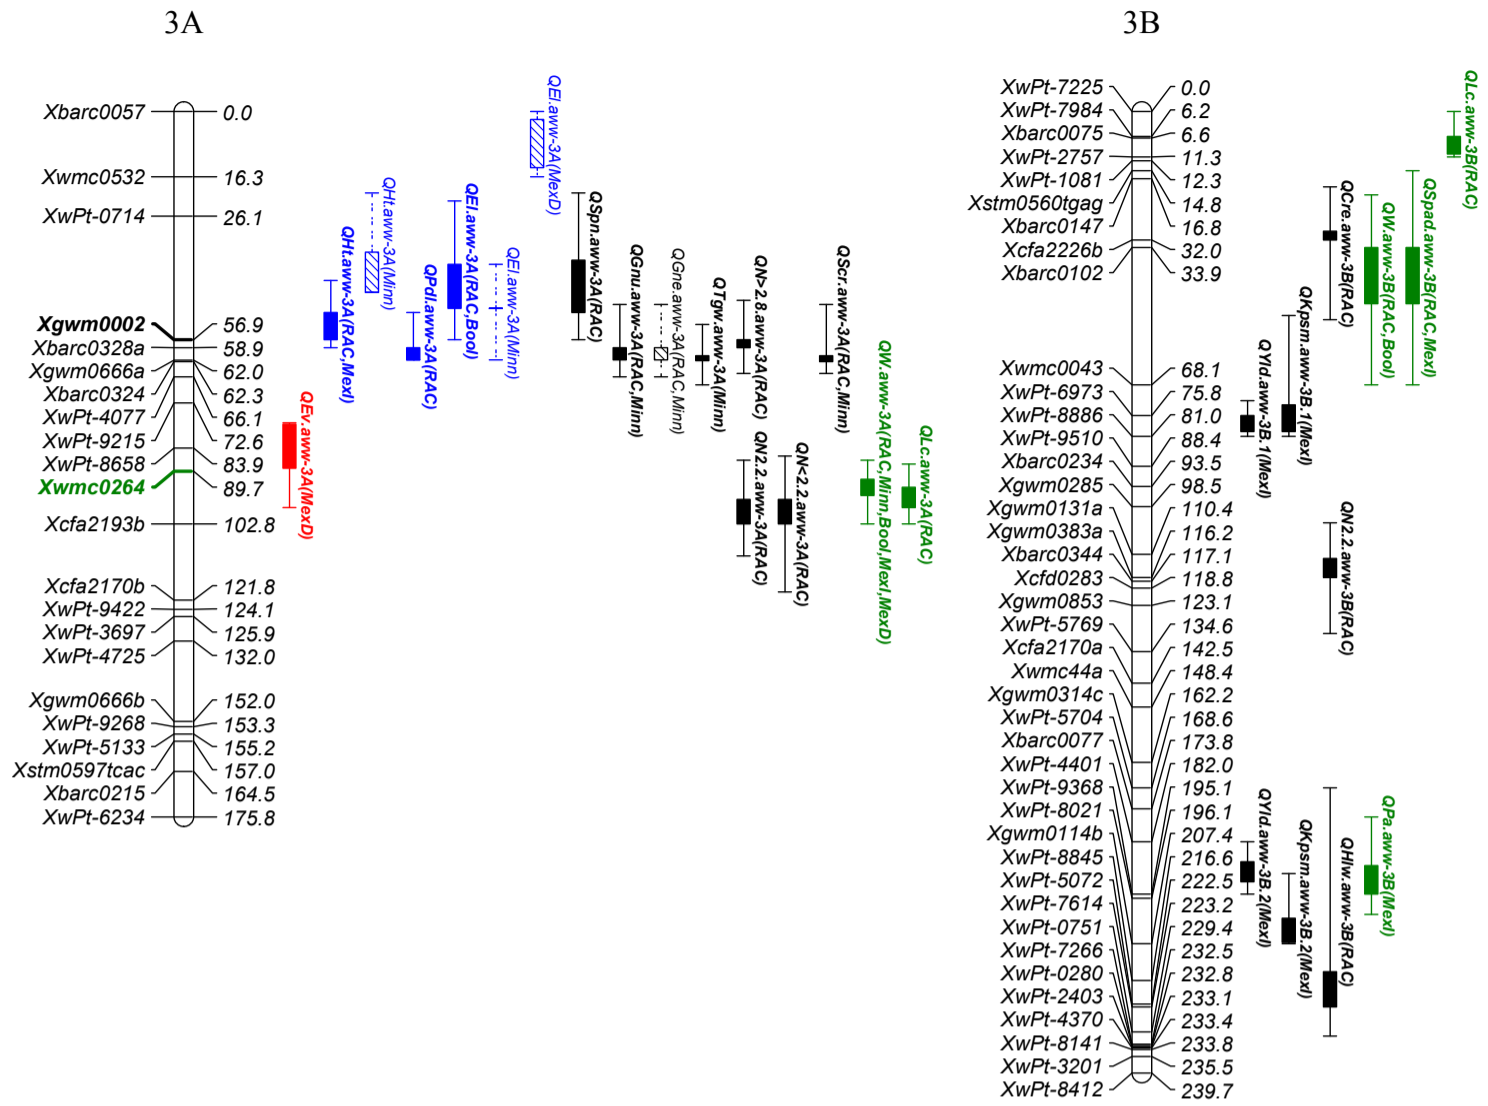 3A
Xbarc0057 0.0
Xwmc0532 16.3
XwPt-0714 26.1
Xgwm0002 56.9
Xbarc0328a 58.9
Xgwm0666a 62.0
Xbarc0324 62.3
XwPt-4077 66.1
XwPt-9215 72.6
XwPt-8658 83.9
Xwmc0264 89.7
Xcfa2193b 102.8
Xcfa2170b 121.8
XwPt-9422 124.1
XwPt-3697 125.9
XwPt-4725 132.0
Xgwm0666b 152.0
XwPt-9268 153.3
XwPt-5133 155.2
Xstm0597tcac 157.0
Xbarc0215 164.5
XwPt-6234 175.8
QEv.aww-3A(MexD)
QHt.aww-3A(RAC,MexI)
QHt.aww-3A(Minn)
QPdl.aww-3A(RAC)
QEl.aww-3A(RAC,Bool)
QEl.aww-3A(Minn)
QEl.aww-3A(MexD)
QSpn.aww-3A(RAC)
QGnu.aww-3A(RAC,Minn)
QGne.aww-3A(RAC,Minn)
QTgw.aww-3A(Minn)
QN>2.8.aww-3A(RAC)
QN2.2.aww-3A(RAC)
QN<2.2.aww-3A(RAC)
QScr.aww-3A(RAC,Minn)
QW.aww-3A(RAC,Minn,Bool,MexI,MexD)
QLc.aww-3A(RAC)
3B
XwPt-7225 0.0
XwPt-7984 6.2
Xbarc0075 6.6
XwPt-2757 11.3
XwPt-1081 12.3
Xstm0560tgag 14.8
Xbarc0147 16.8
Xcfa2226b 32.0
Xbarc0102 33.9
Xwmc0043 68.1
XwPt-6973 75.8
XwPt-8886 81.0
XwPt-9510 88.4
Xbarc0234 93.5
Xgwm0285 98.5
Xgwm0131a 110.4
Xgwm0383a 116.2
Xbarc0344 117.1
Xcfd0283 118.8
Xgwm0853 123.1
XwPt-5769 134.6
Xcfa2170a 142.5
Xwmc44a 148.4
Xgwm0314c 162.2
XwPt-5704 168.6
Xbarc0077 173.8
XwPt-4401 182.0
XwPt-9368 195.1
XwPt-8021 196.1
Xgwm0114b 207.4
XwPt-8845 216.6
XwPt-5072 222.5
XwPt-7614 223.2
XwPt-0751 229.4
XwPt-7266 232.5
XwPt-0280 232.8
XwPt-2403 233.1
XwPt-4370 233.4
XwPt-8141 233.8
XwPt-3201 235.5
XwPt-8412 239.7
QYld.aww-3B.1(MexI)
QKpsm.aww-3B.1(MexI)
QCre.aww-3B(RAC)
QW.aww-3B(RAC,Bool)
QSpad.aww-3B(RAC,MexI)
QLc.aww-3B(RAC)
QN2.2.aww-3B(RAC)
QYld.aww-3B.2(MexI)
QKpsm.aww-3B.2(MexI)
QHlw.aww-3B(RAC)
QPa.aww-3B(MexI)